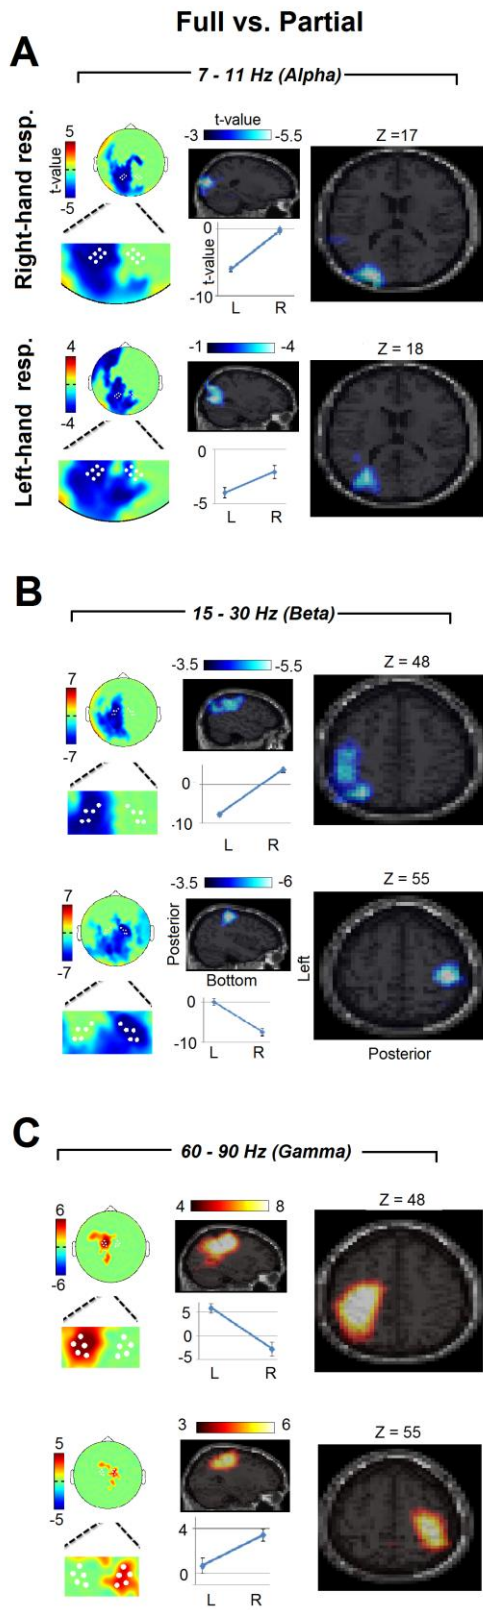 Full vs. Partial
A
7 - 11 Hz (Alpha)
Right-hand resp.
5
t-value
-5
t-value
-3
-5.5
Z =17
0
t-value
-10
L
R
Left-hand resp.
4
-4
-1
-4
Z = 18
0
-5
L
R
B
15 - 30 Hz (Beta)
7
-7
-3.5
-5.5
Z = 48
0
-10
L
R
7
-7
-3.5
-6
Z = 55
Posterior
Bottom
Left
Posterior
0
-10
L
R
C
60 - 90 Hz (Gamma)
6
-6
4
8
Z = 48
5
0
-5
L
R
5
-5
3
6
Z = 55
4
0
L
R